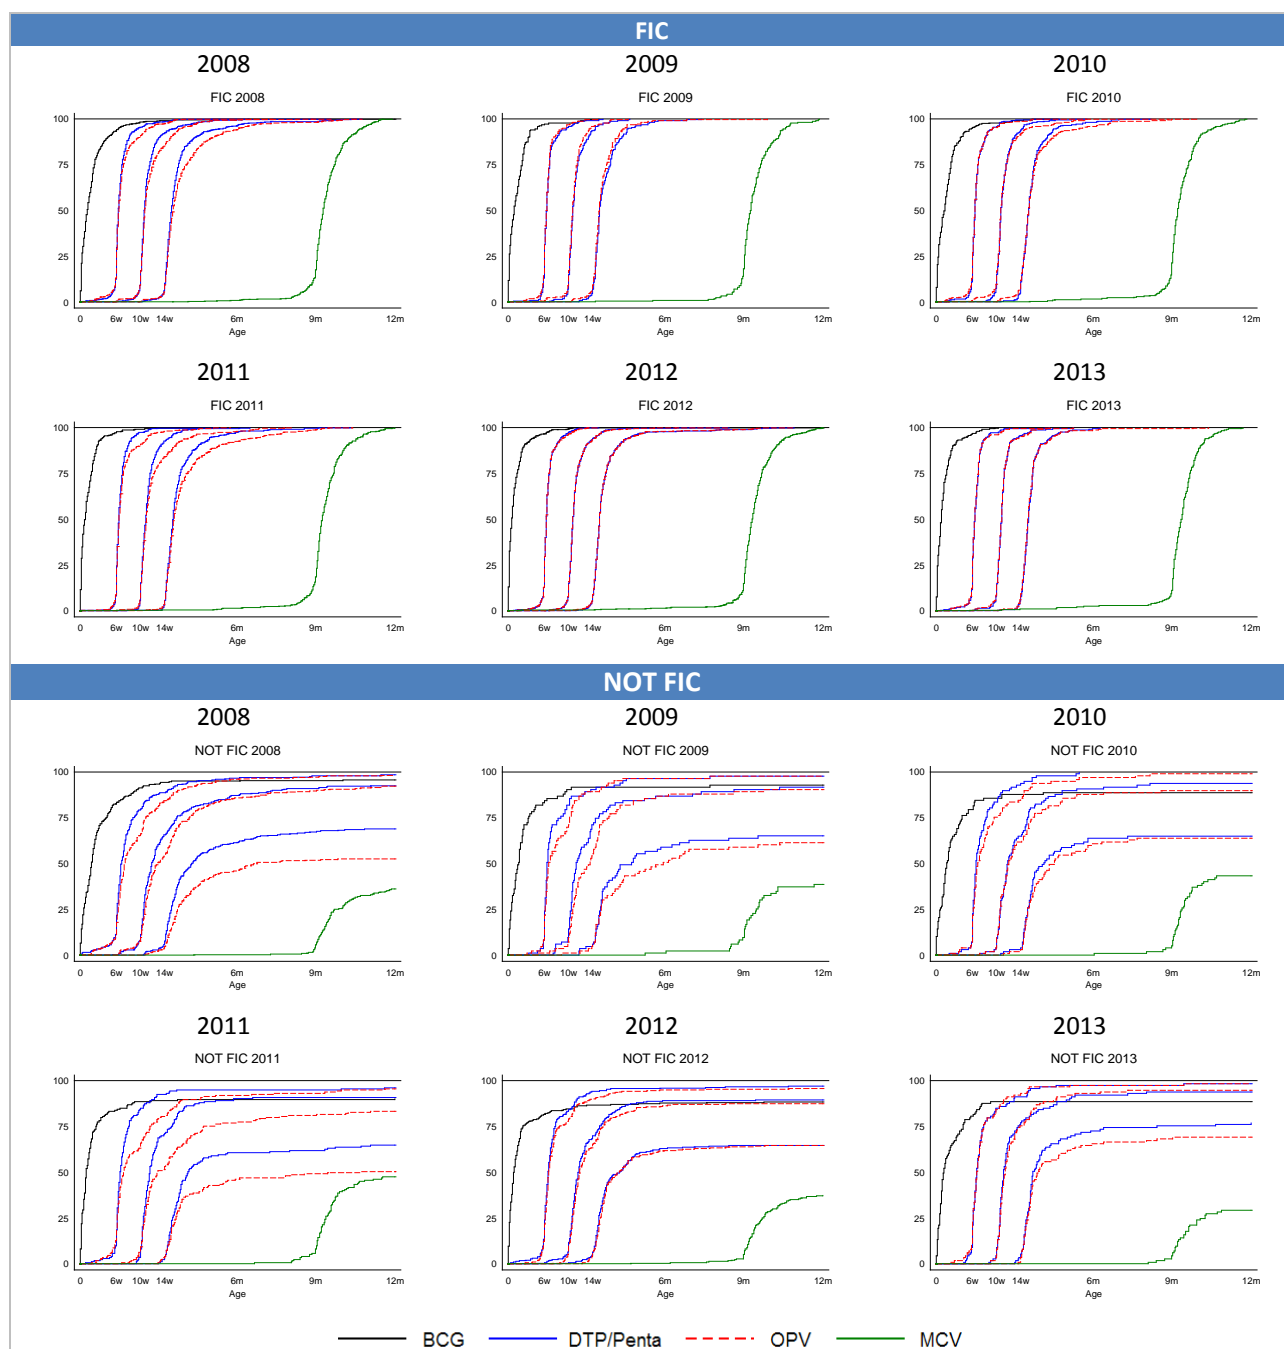 FIC
2008 2009 2010
FIC 2008 FIC 2009 FIC 2010
100 100 100
75 75 75
50 50 50
25 25 25
0 0 0
0 6w 10w 14w 6m 9m 12m 0 6w 10w 14w 6m 9m 12m 0 6w 10w 14w 6m 9m 12m
Age Age Age
2011 2012 2013
FIC 2011 FIC 2012 FIC 2013
100 100 100
75 75 75
50 50 50
25 25 25
0 0 0
0 6w 10w 14w 6m 9m 12m 0 6w 10w 14w 6m 9m 12m 0 6w 10w 14w 6m 9m 12m
Age Age Age
NOT FIC
2008 2009 2010
NOT FIC 2008 NOT FIC 2009 NOT FIC 2010
100 100 100
75 75 75
50 50 50
25 25 25
0 0 0
0 6w 10w 14w 6m 9m 12m 0 6w 10w 14w 6m 9m 12m 0 6w 10w 14w 6m 9m 12m
Age Age Age
2011 2012 2013
NOT FIC 2011 NOT FIC 2012 NOT FIC 2013
100 100 100
75 75 75
50 50 50
25 25 25
0 0 0
0 6w 10w 14w 6m 9m 12m 0 6w 10w 14w 6m 9m 12m 0 6w 10w 14w 6m 9m 12m
Age Age Age
BCG DTP/Penta OPV MCV